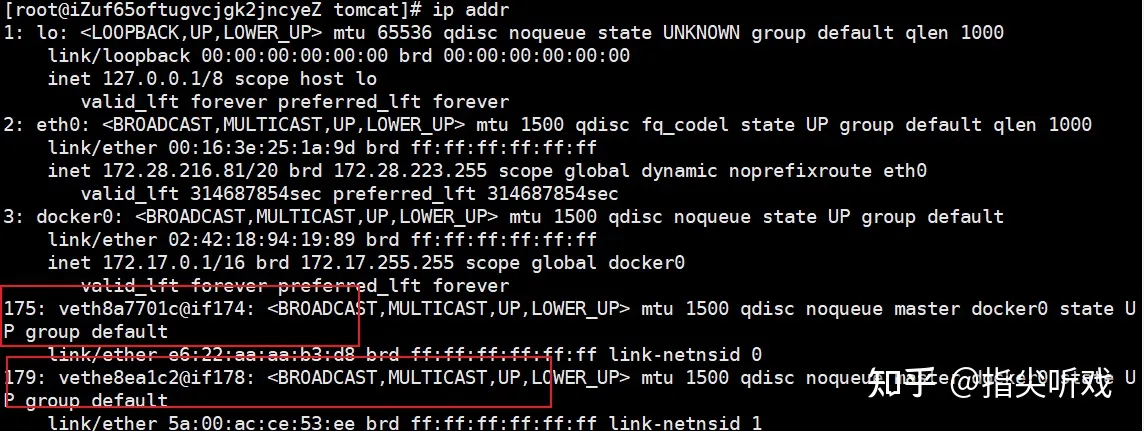 [root@iZuf65oftugvcjgk2jncyeZ tomcat]# ip addr
1: lo: <LOOPBACK,UP,LOWER_UP> mtu 65536 qdisc noqueue state UNKNOWN group default qlen 1000
    link/loopback 00:00:00:00:00:00 brd 00:00:00:00:00:00
    inet 127.0.0.1/8 scope host lo
       valid_lft forever preferred_lft forever
2: eth0: <BROADCAST,MULTICAST,UP,LOWER_UP> mtu 1500 qdisc fq_codel state UP group default qlen 1000
    link/ether 00:16:3e:25:1a:9d brd ff:ff:ff:ff:ff:ff
    inet 172.28.216.81/20 brd 172.28.223.255 scope global dynamic noprefixroute eth0
       valid_lft 314687854sec preferred_lft 314687854sec
3: docker0: <BROADCAST,MULTICAST,UP,LOWER_UP> mtu 1500 qdisc noqueue state UP group default
    link/ether 02:42:18:94:19:89 brd ff:ff:ff:ff:ff:ff
    inet 172.17.0.1/16 brd 172.17.255.255 scope global docker0
       valid_lft forever preferred_lft forever
175: veth8a7701c@if174: <BROADCAST,MULTICAST,UP,LOWER_UP> mtu 1500 qdisc noqueue master docker0 state U
P group default
    link/ether e6:22:aa:aa:b3:d8 brd ff:ff:ff:ff:ff:ff link-netnsid 0
179: vethe8ea1c2@if178: <BROADCAST,MULTICAST,UP,LOWER_UP> mtu 1500 qdisc noqueue master docker0 state U
P group default
    link/ether 5a:00:ac:ce:53:ee brd ff:ff:ff:ff:ff:ff link-netnsid 1
知乎 @指尖听戏